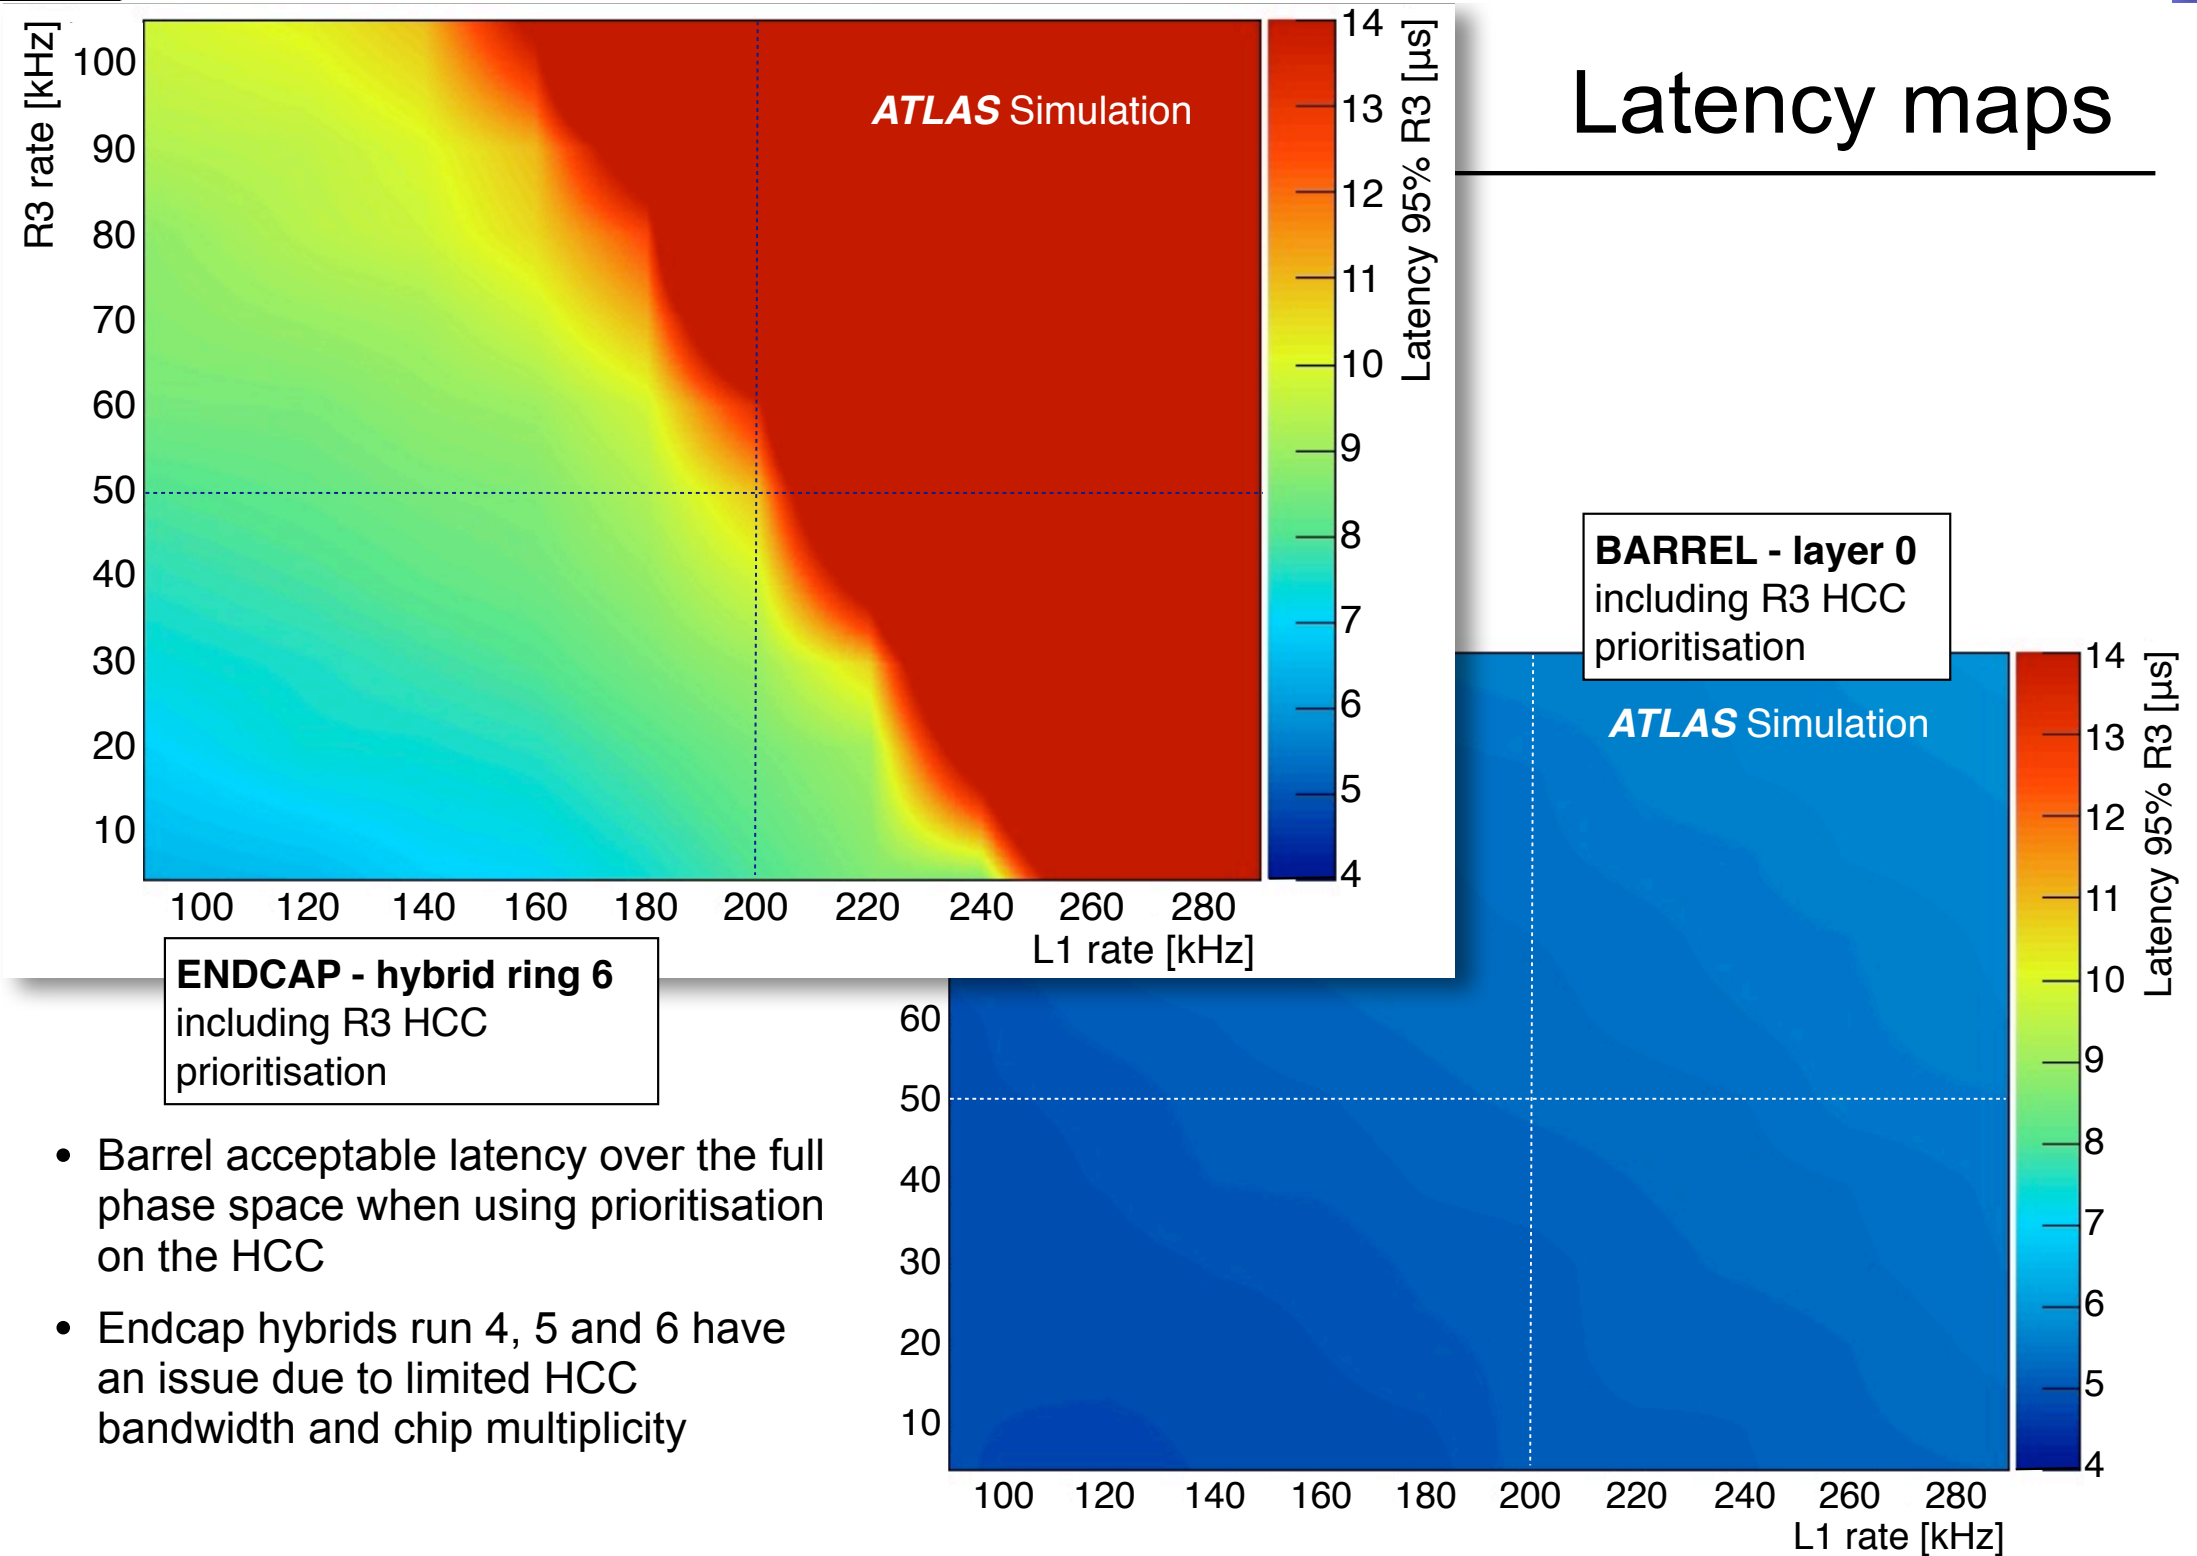 Latency maps
R3 rate [kHz]
100
90
80
70
60
50
40
30
20
10
ATLAS Simulation
14
13
12
11
10
9
8
7
6
5
4
Latency 95% R3 [µs]
100 120 140 160 180 200 220 240 260 280
L1 rate [kHz]
ENDCAP - hybrid ring 6
including R3 HCC
prioritisation
BARREL - layer 0
including R3 HCC
prioritisation
ATLAS Simulation
14
13
12
11
10
9
8
7
6
5
4
Latency 95% R3 [µs]
60
50
40
30
20
10
100 120 140 160 180 200 220 240 260 280
L1 rate [kHz]
• Barrel acceptable latency over the full
phase space when using prioritisation
on the HCC
• Endcap hybrids run 4, 5 and 6 have
an issue due to limited HCC
bandwidth and chip multiplicity